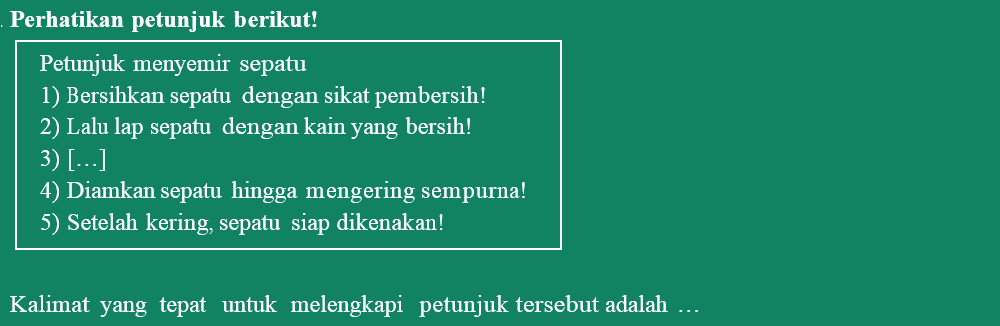 . Perhatikan petunjuk berikut!
Petunjuk menyemir sepatu
1) Bersihkan sepatu dengan sikat pembersih!
2) Lalu lap sepatu dengan kain yang bersih!
3) […]
4) Diamkan sepatu hingga mengering sempurna!
5) Setelah kering, sepatu siap dikenakan!
Kalimat yang tepat untuk melengkapi petunjuk tersebut adalah …